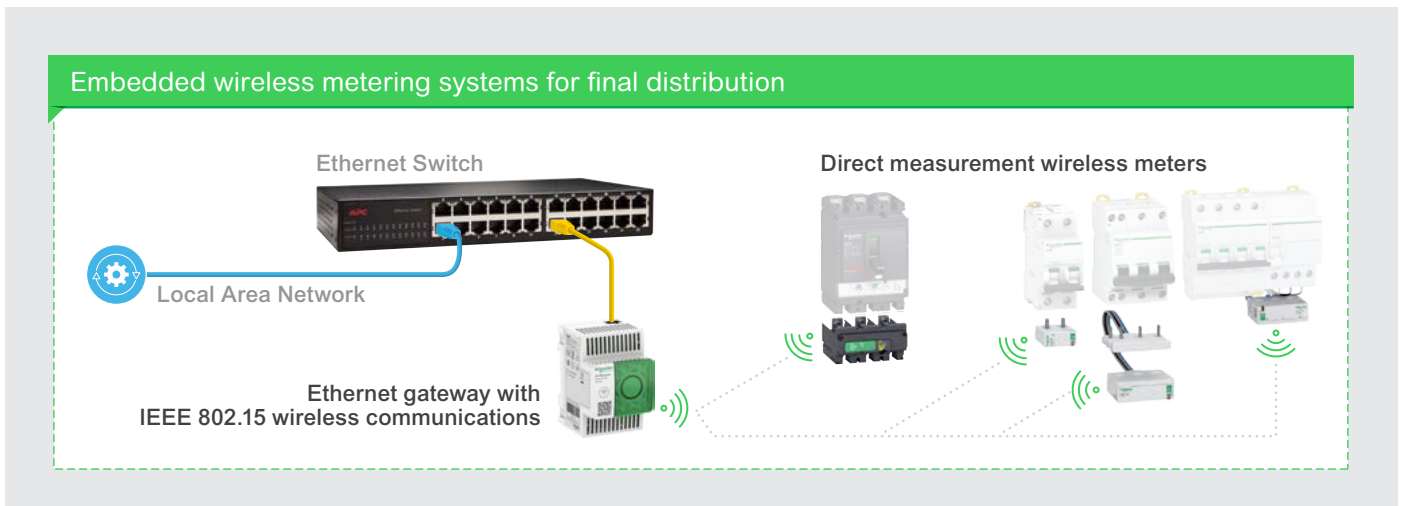 Embedded wireless metering systems for final distribution
Ethernet Switch
Direct measurement wireless meters
APC
Local Area Network
Ethernet gateway with
IEEE 802.15 wireless communications